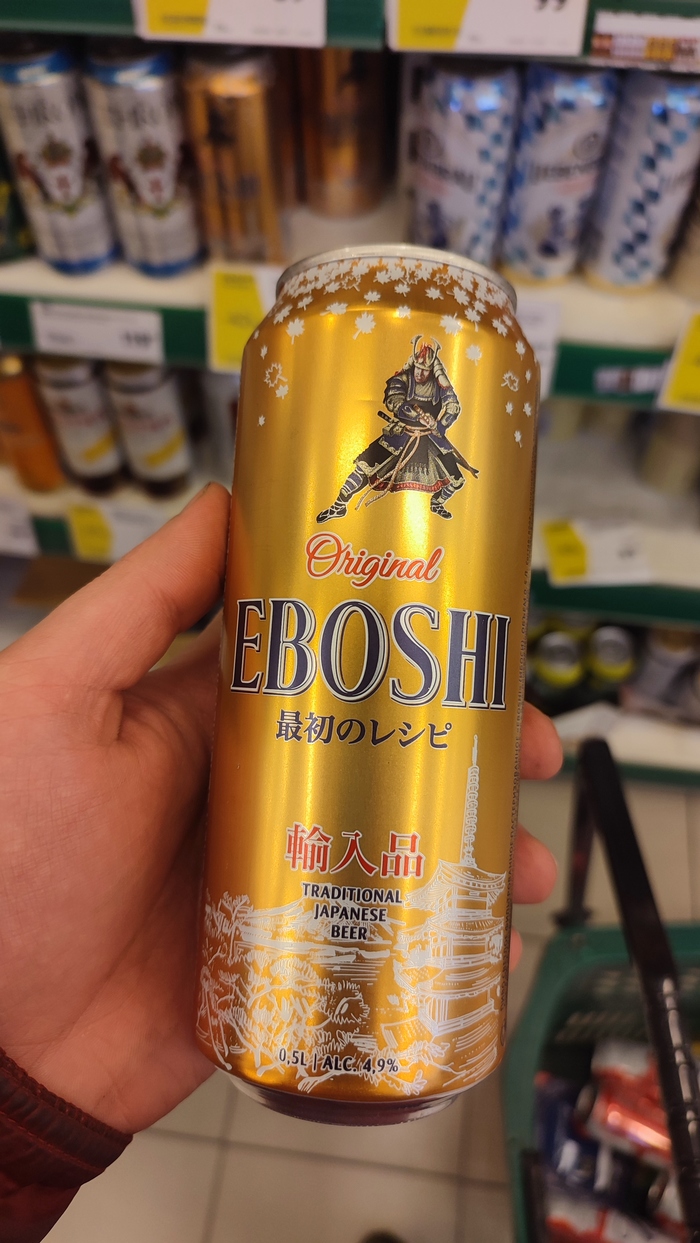 Original
EBOSHI
最初のレシピ
輸入品
TRADITIONAL
JAPANESE
BEER
0,5L | ALC. 4,9%